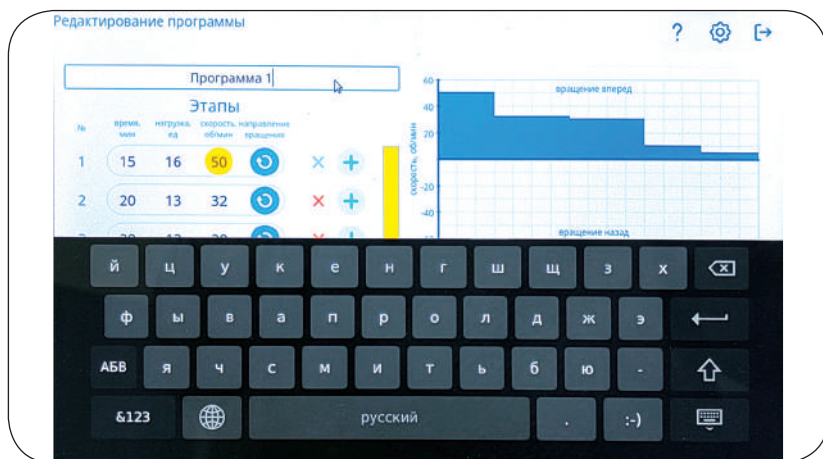 Редактирование программы
?
Программа 1
Этапы
№ время, мин нагрузка, ед скорость, об/мин направление вращения
1 15 16 50
2 20 13 32
скорость, об/мин
60
40
20
-20
-40
вращение вперед
вращение назад
й ц у к е н г ш щ з х
ф ы в а п р о л д ж э
АБВ я ч с м и т ь б ю -
&123 русский . :-)